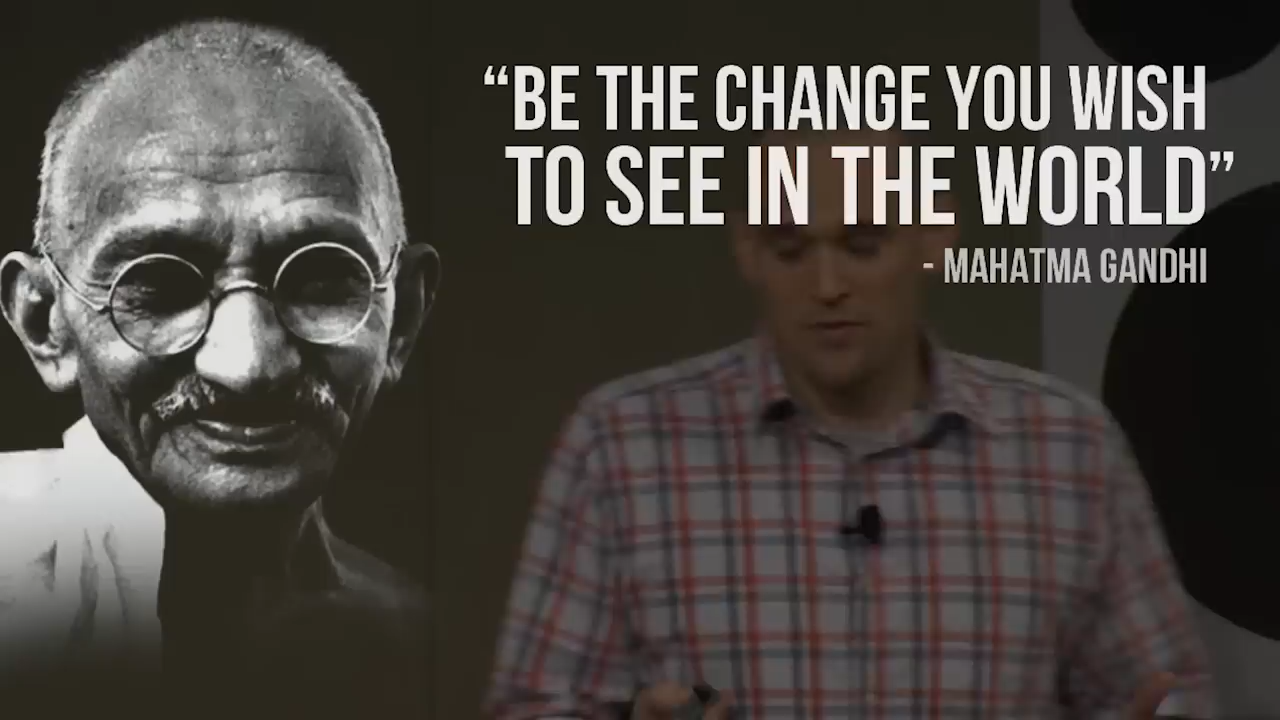 “BE THE CHANGE YOU WISH
TO SEE IN THE WORLD”
- MAHATMA GANDHI